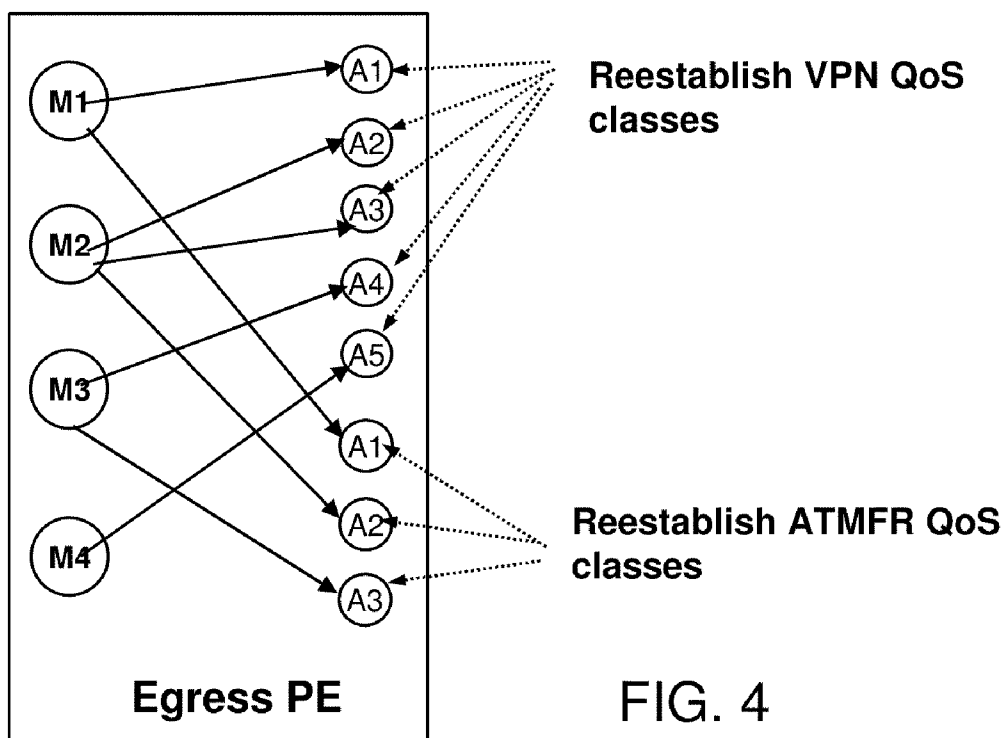 M1
M2
M3
M4
A1
A2
A3
A4
A5
A1
A2
A3
Egress PE
Reestablish VPN QoS
classes
Reestablish ATMFR QoS
classes
FIG. 4